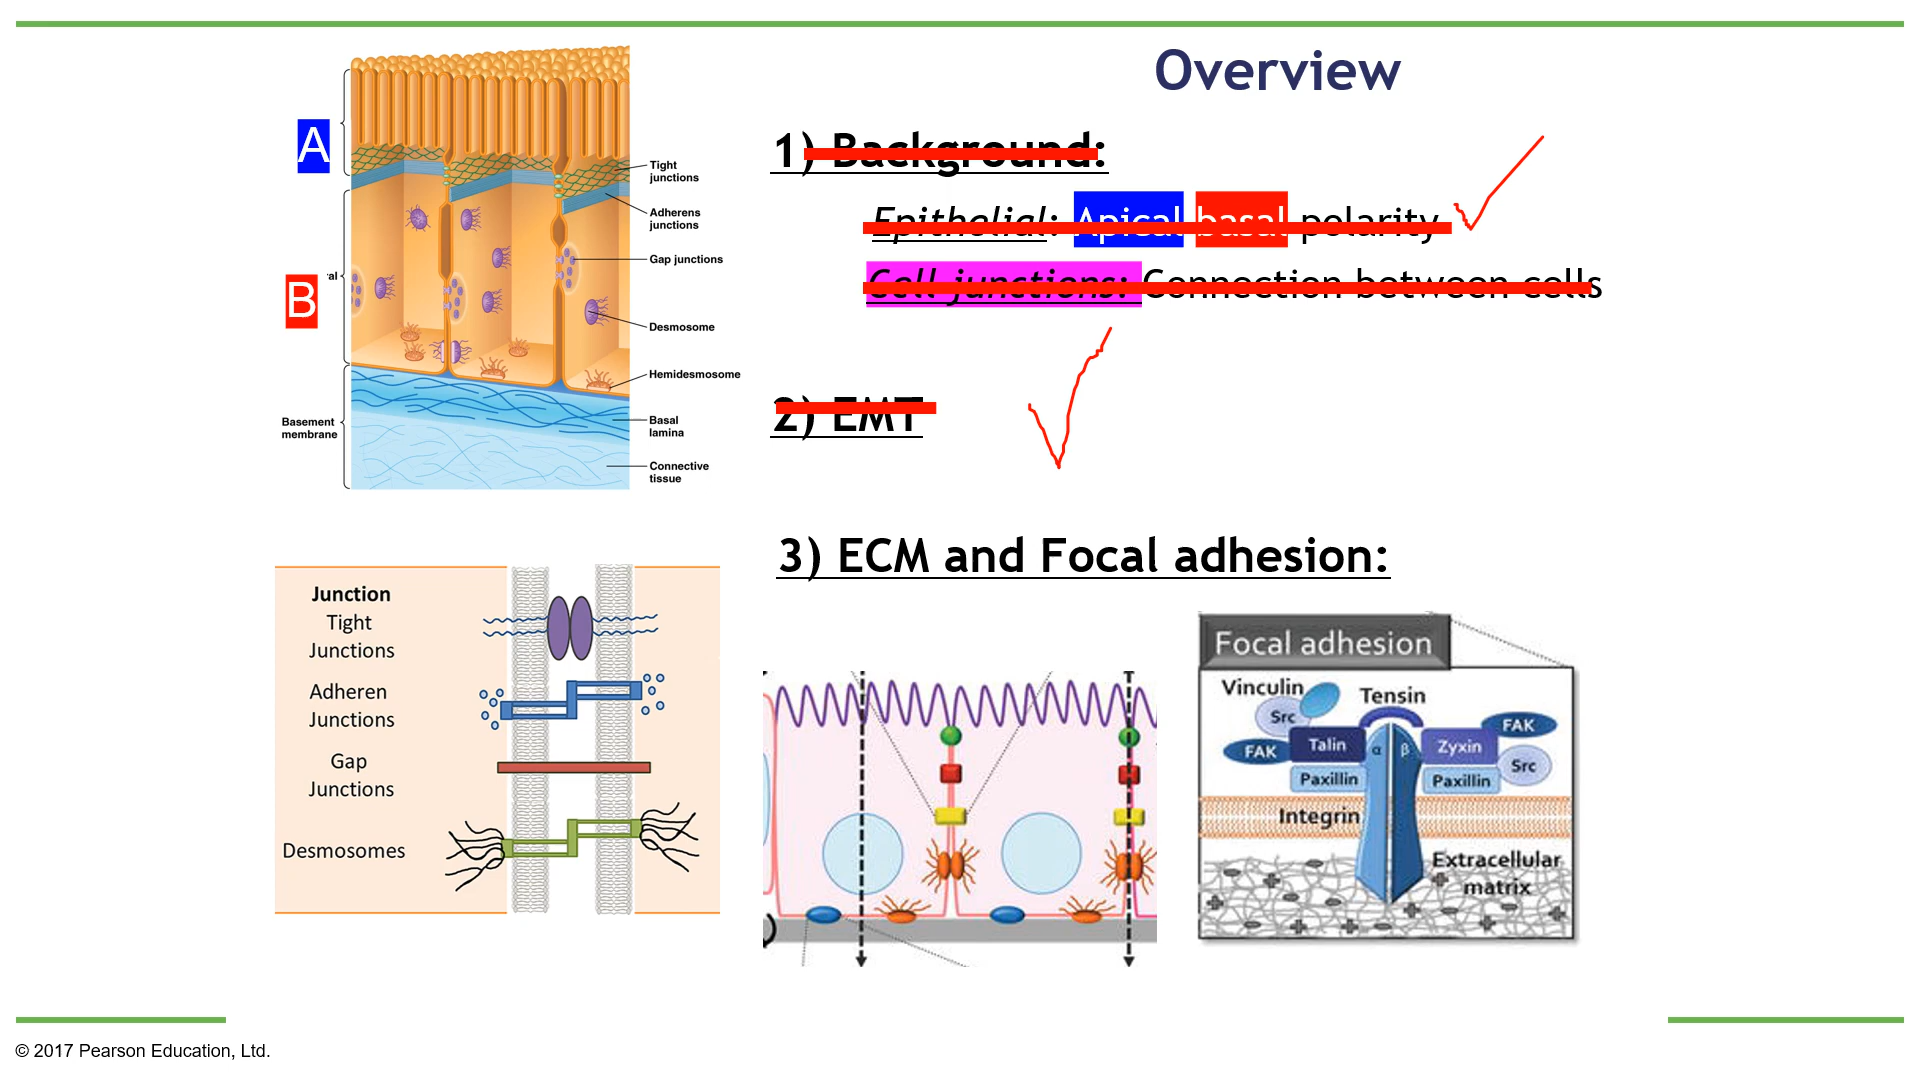 Overview
1) Background:
Epithelial: Apical basal polarity
Cell junctions: Connection between cells
2) EMT
3) ECM and Focal adhesion:
A
B
al
Basement
membrane
Tight
junctions
Adherens
junctions
Gap junctions
Desmosome
Hemidesmosome
Basal
lamina
Connective
tissue
Junction
Tight
Junctions
Adheren
Junctions
Gap
Junctions
Desmosomes
Focal adhesion
Vinculin
Tensin
Src
FAK
FAK
Talin
α
β
Zyxin
Src
Paxillin
Paxillin
Integrin
Extracellular
matrix
© 2017 Pearson Education, Ltd.